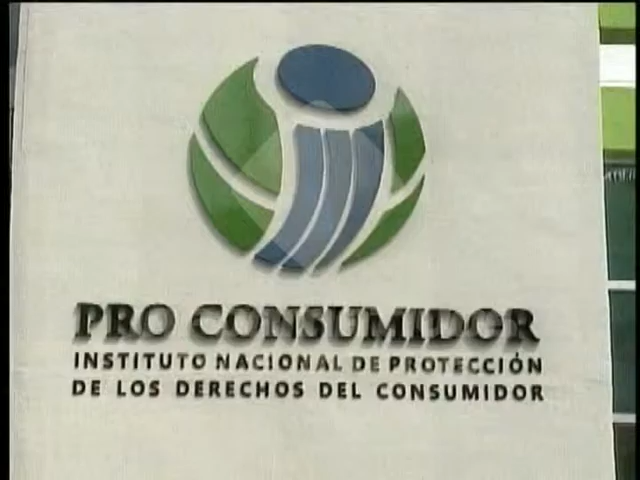 PRO CONSUMIDOR
INSTITUTO NACIONAL DE PROTECCIÓN
DE LOS DERECHOS DEL CONSUMIDOR